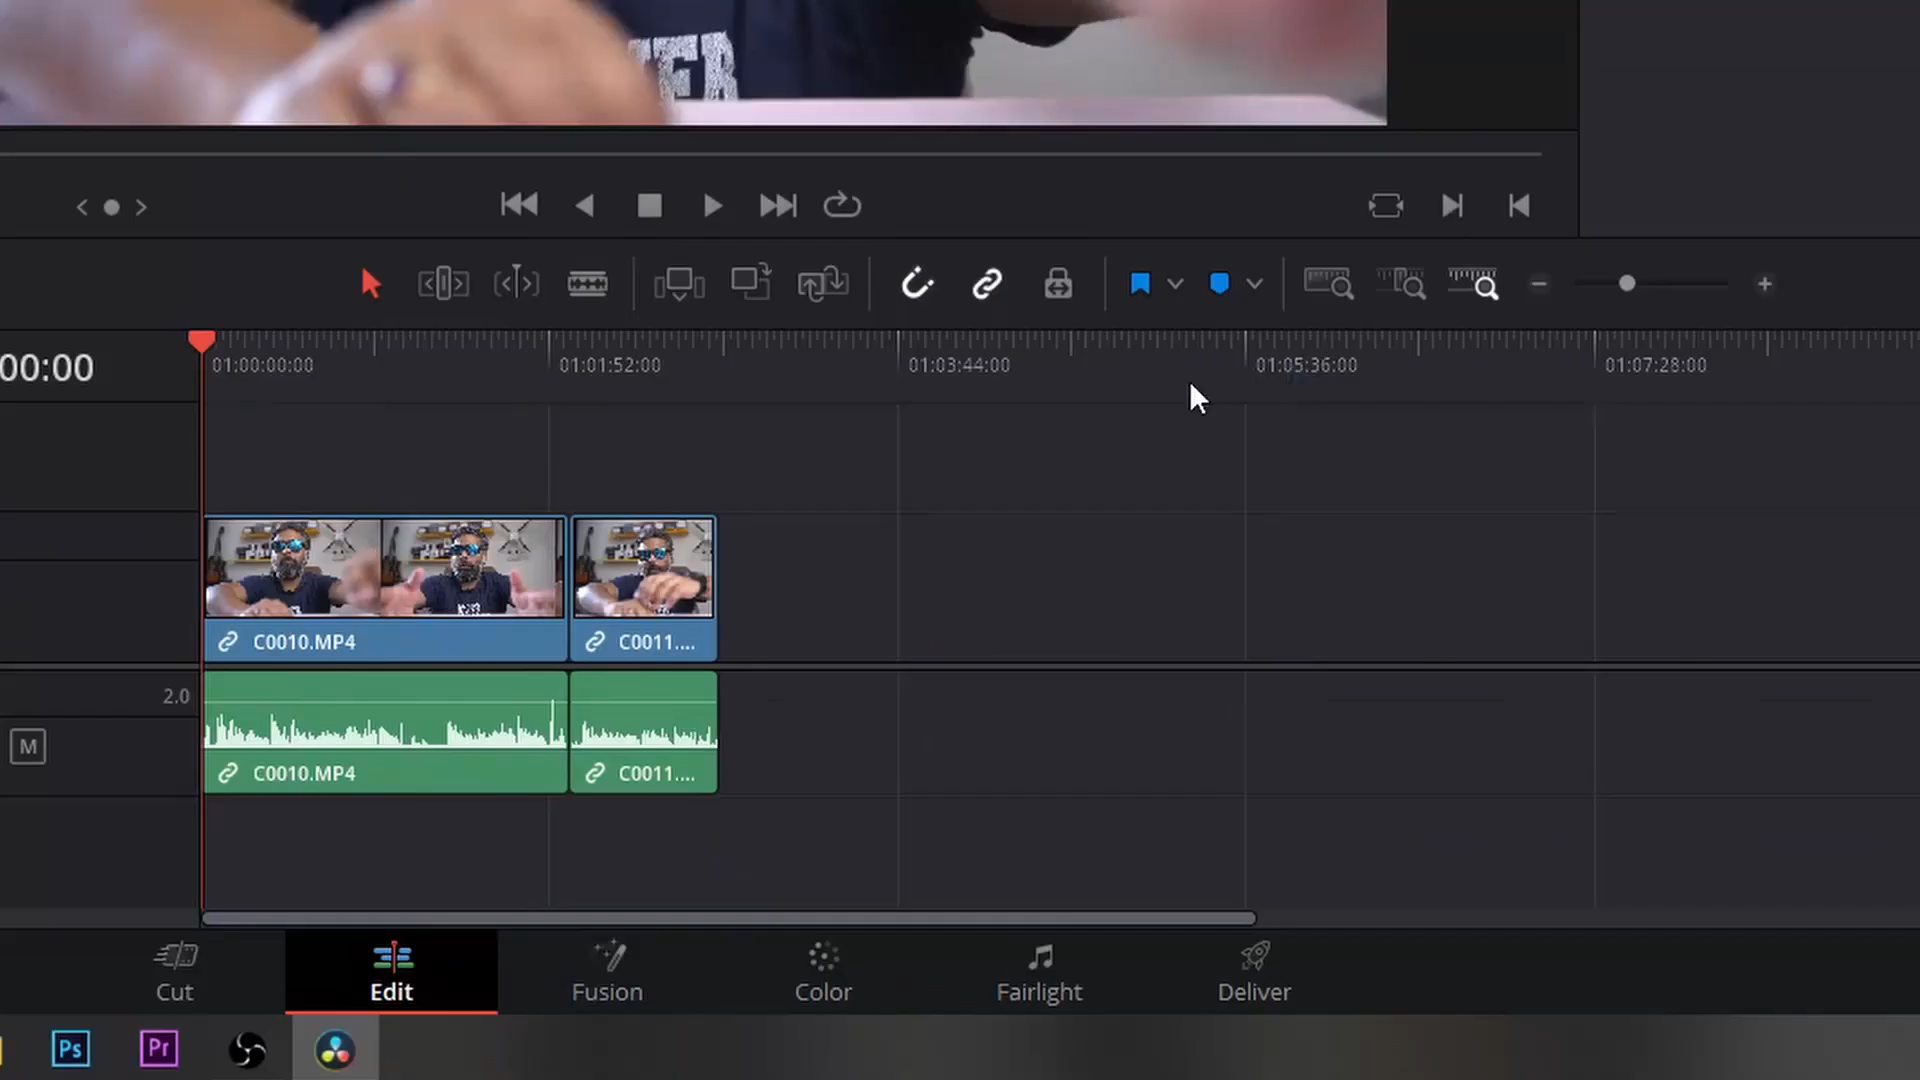 00:00
01:00:00:00
01:01:52:00
01:03:44:00
01:05:36:00
01:07:28:00
C0010.MP4
C0011....
2.0
M
C0010.MP4
C0011....
Cut
Edit
Fusion
Color
Fairlight
Deliver
Ps
Pr